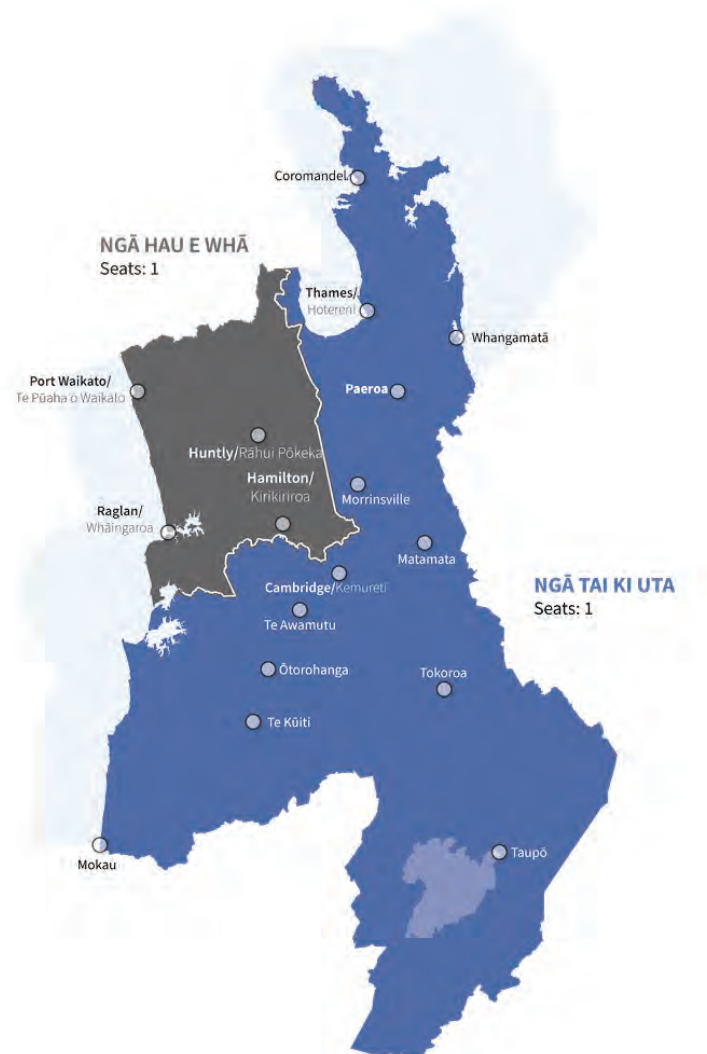 Coromandel
NGĀ HAU E WHĀ
Seats: 1
Thames/
Hotereni
Whangamatā
Port Waikato/
Te Pūaha o Waikato
Paeroa
Huntly/Rāhui Pōkeka
Hamilton/
Kirikiriroa
Morrinsville
Raglan/
Whāingaroa
Matamata
Cambridge/Kemureti
NGĀ TAI KI UTA
Seats: 1
Te Awamutu
Ōtorohanga
Tokoroa
Te Kūiti
Taupō
Mokau